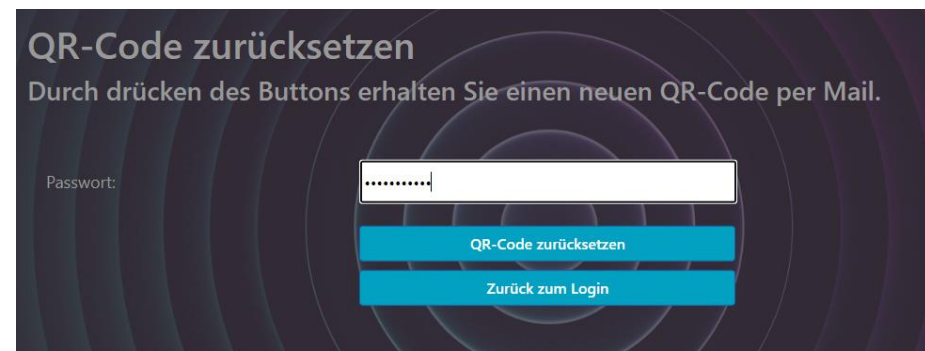 QR-Code zurücksetzen
Durch drücken des Buttons erhalten Sie einen neuen QR-Code per Mail.
Passwort:
•••••••••••
QR-Code zurücksetzen
Zurück zum Login